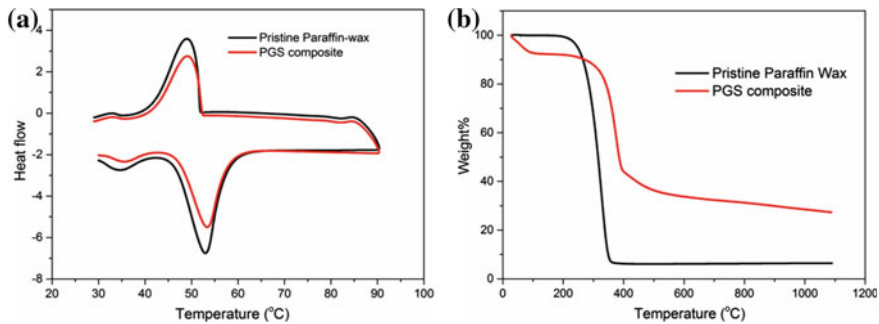 (a)
Pristine Paraffin-wax
PGS composite
Heat flow
4
2
0
-2
-4
-6
-8
20 30 40 50 60 70 80 90 100
Temperature (°C)
(b)
Pristine Paraffin Wax
PGS composite
Weight%
100
80
60
40
20
0
0 200 400 600 800 1000 1200
Temperature (°C)